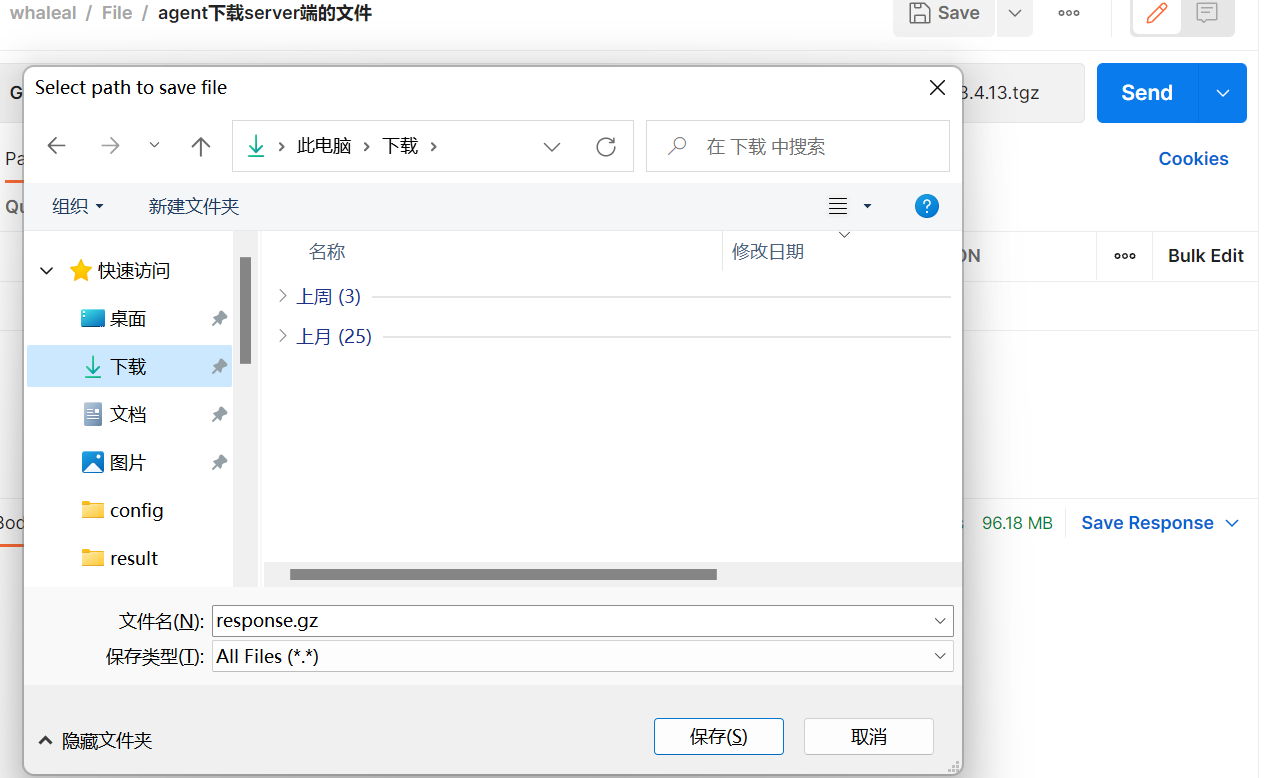 whaleal / File / agent下载server端的文件
Save
Select path to save file
G
3.4.13.tgz
Send
此电脑 下载
在 下载 中搜索
Pa
Cookies
组织
新建文件夹
Qu
名称
修改日期
ON
Bulk Edit
快速访问
上周 (3)
桌面
上月 (25)
下载
文档
图片
config
Bod
96.18 MB
Save Response
result
文件名(N):
response.gz
保存类型(T):
All Files (*.*)
隐藏文件夹
保存(S)
取消